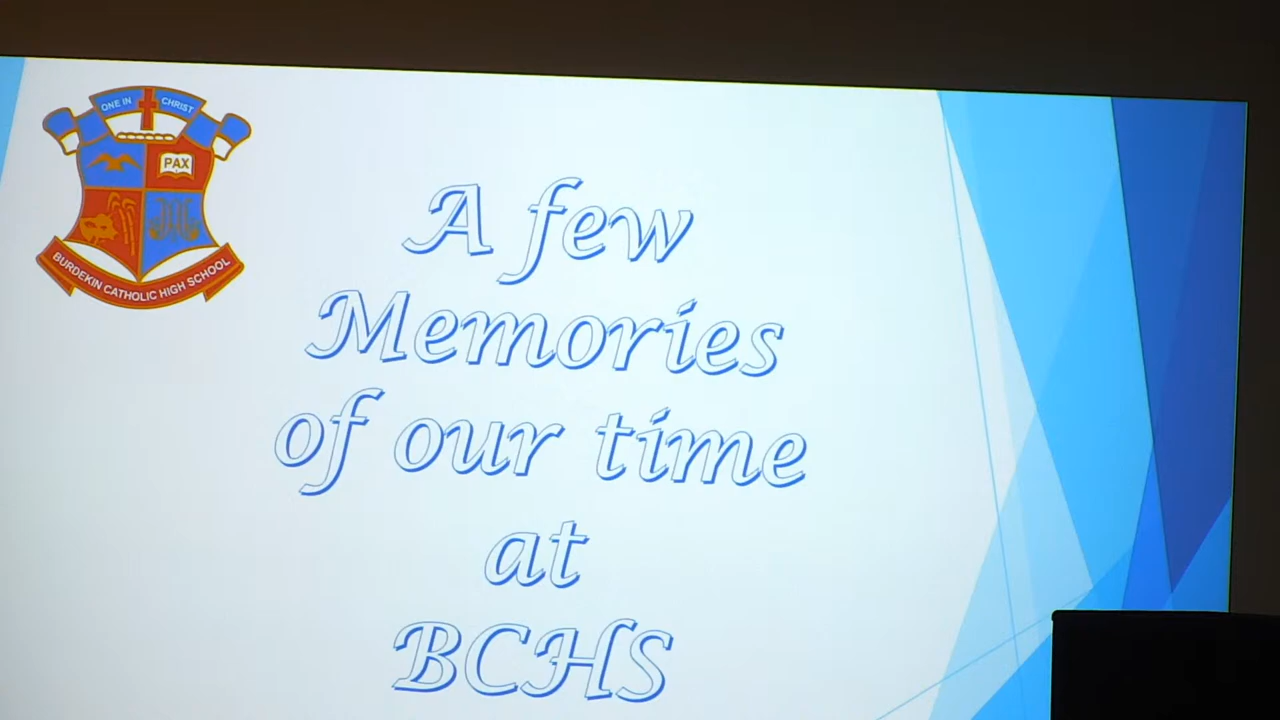 ONE IN CHRIST
PAX
BURDEKIN CATHOLIC HIGH SCHOOL
A few
Memories
of our time
at
BCHS